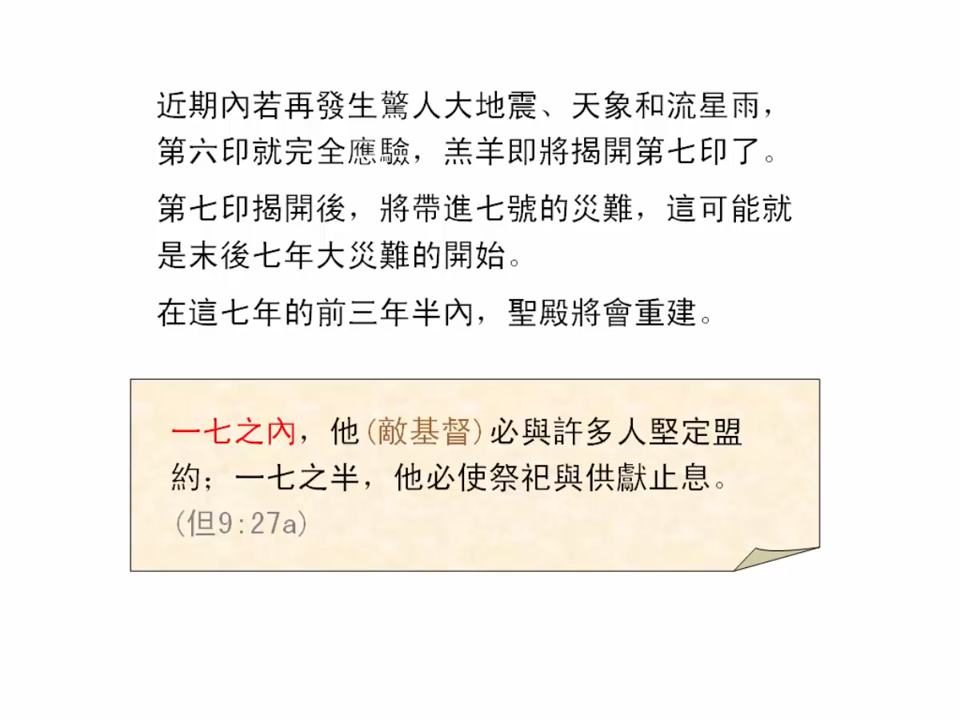 近期內若再發生驚人大地震、天象和流星雨，
第六印就完全應驗，羔羊即將揭開第七印了。
第七印揭開後，將帶進七號的災難，這可能就
是末後七年大災難的開始。
在這七年的前三年半內，聖殿將會重建。
一七之內，他(敵基督)必與許多人堅定盟
約；一七之半，他必使祭祀與供獻止息。
(但9:27a)